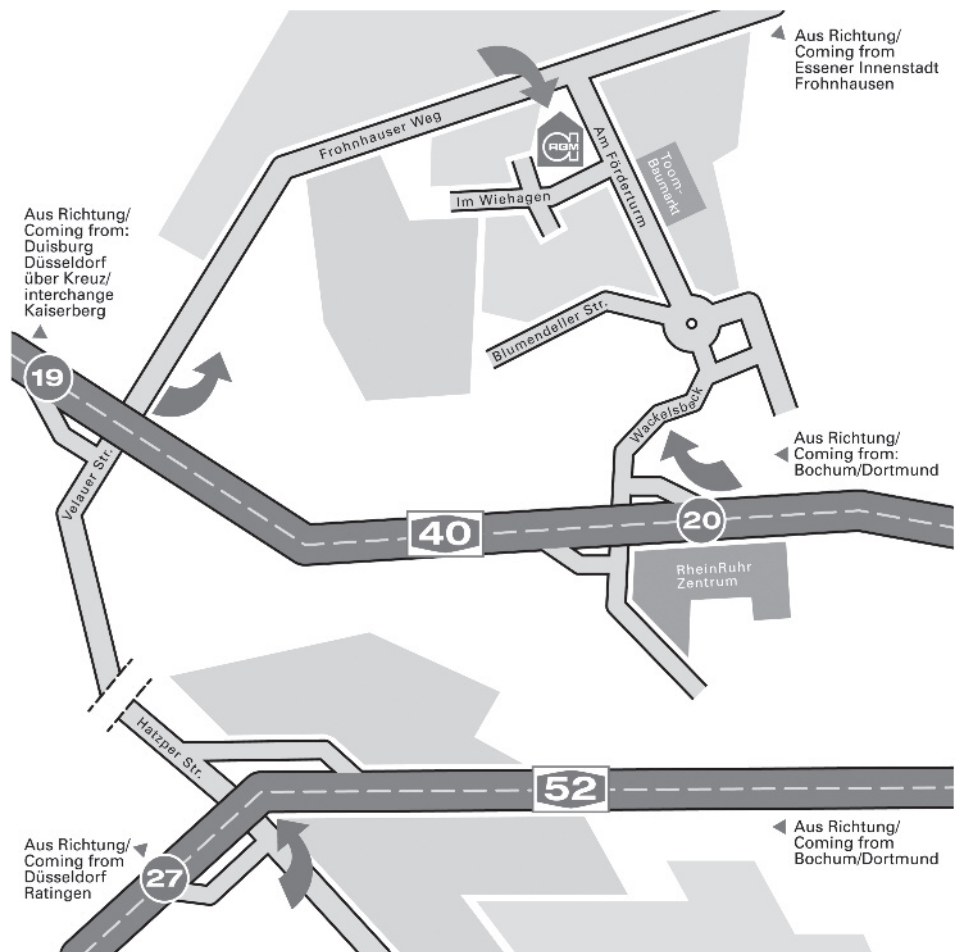 Aus Richtung/
Coming from
Essener Innenstadt
Frohnhausen
Frohnhauser Weg
RGM
Am Förderturm
Toom-
Baumarkt
Im Wiehagen
Aus Richtung/
Coming from:
Duisburg
Düsseldorf
über Kreuz/
interchange
Kaiserberg
Blumendeller Str.
19
Wackelsbeck
Aus Richtung/
Coming from:
Bochum/Dortmund
Velauer Str.
40
20
RheinRuhr
Zentrum
Hatzper Str.
52
Aus Richtung/
Coming from
Düsseldorf
Ratingen
27
Aus Richtung/
Coming from
Bochum/Dortmund